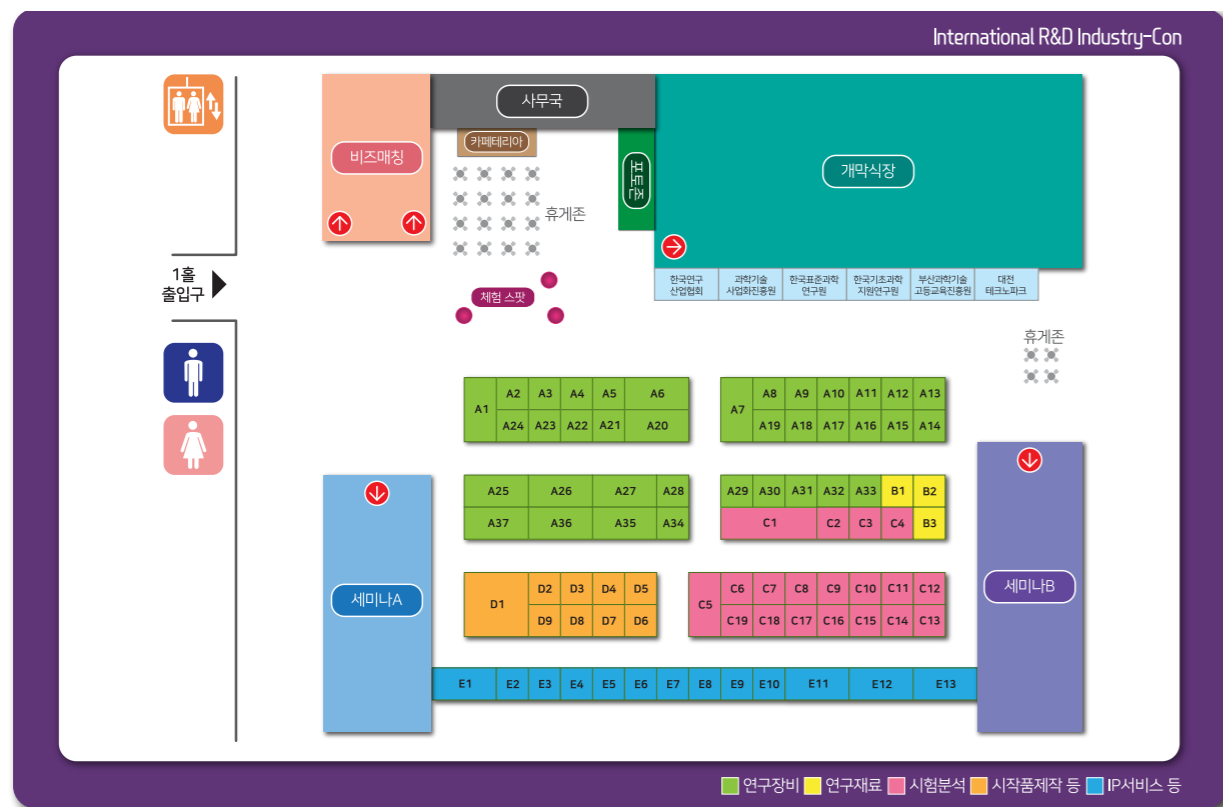 International R&D Industry-Con
사무국
카페테리아
비즈매칭
포토존
개막식장
휴게존
1홀
출입구
체험 스팟
한국연구
산업협회
과학기술
사업화진흥원
한국표준과학
연구원
한국기초과학
지원연구원
부산과학기술
고등교육진흥원
대전
테크노파크
휴게존
A1 A2 A3 A4 A5 A6
A24 A23 A22 A21 A20
A7 A8 A9 A10 A11 A12 A13
A19 A18 A17 A16 A15 A14
A25 A26 A27 A28
A37 A36 A35 A34
A29 A30 A31 A32 A33 B1 B2
C1 C2 C3 C4 B3
세미나A
D1 D2 D3 D4 D5
D9 D8 D7 D6
C5 C6 C7 C8 C9 C10 C11 C12
C19 C18 C17 C16 C15 C14 C13
세미나B
E1 E2 E3 E4 E5 E6 E7 E8 E9 E10 E11 E12 E13
연구장비 연구재료 시험분석 시작품제작 등 IP서비스 등